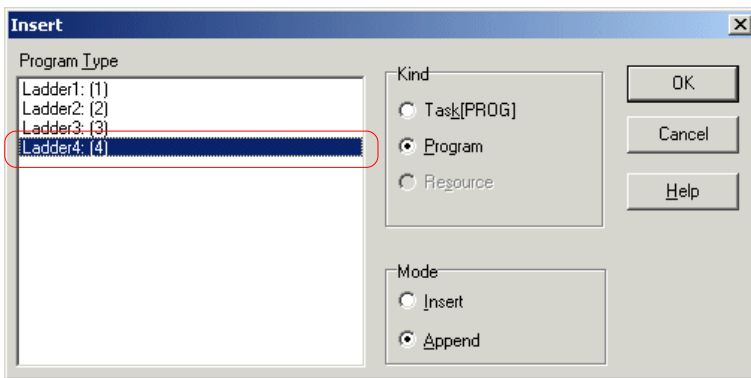 Insert
Program Type
Ladder1: (1)
Ladder2: (2)
Ladder3: (3)
Ladder4: (4)
Kind
Task[PROG]
Program
Resource
Mode
Insert
Append
OK
Cancel
Help